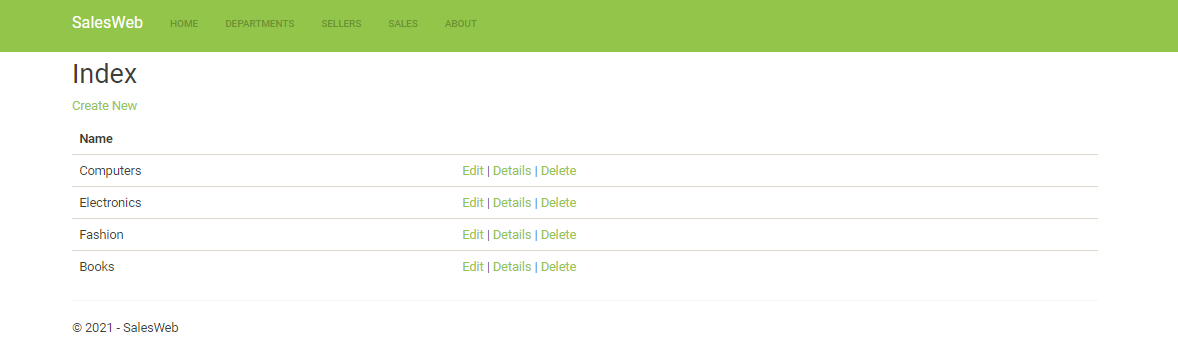 SalesWeb HOME DEPARTMENTS SELLERS SALES ABOUT
Index
Create New
Name
Computers Edit | Details | Delete
Electronics Edit | Details | Delete
Fashion Edit | Details | Delete
Books Edit | Details | Delete
© 2021 - SalesWeb